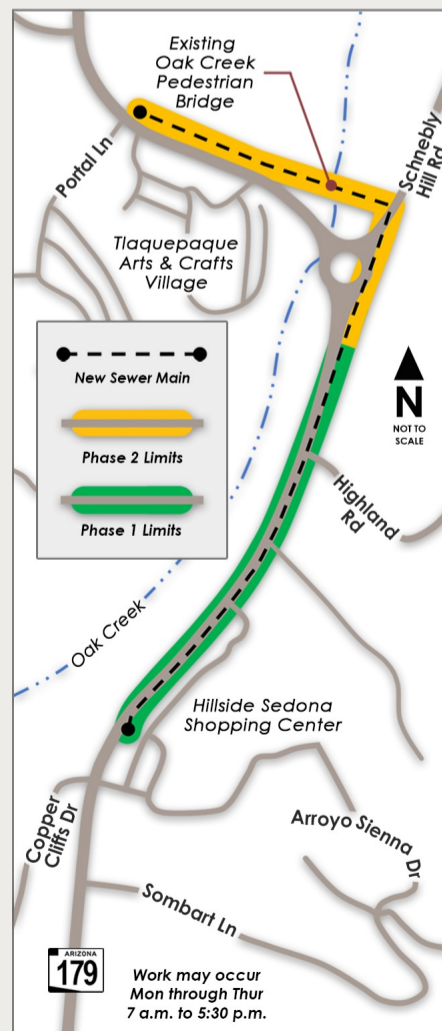 Existing
Oak Creek
Pedestrian
Bridge
Portal Ln
Schnebly
Hill Rd
Tlaquepaque
Arts & Crafts
Village
New Sewer Main
Phase 2 Limits
Phase 1 Limits
N
NOT TO
SCALE
Highland
Rd
Oak Creek
Hillside Sedona
Shopping Center
Copper
Cliffs Dr
Arroyo Sienna Dr
Sombart Ln
ARIZONA
179
Work may occur
Mon through Thur
7 a.m. to 5:30 p.m.